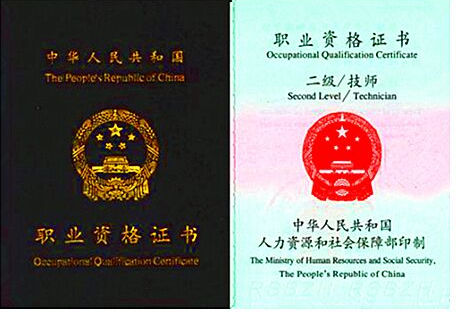 中华人民共和国
The People's Republic of China
职业资格证书
Occupational Qualification Certificate
职业资格证书
Occupational Qualification Certificate
二级/技师
Second Level/Technician
中华人民共和国
人力资源和社会保障部印制
The Ministry of Human Resources and Social Security,
The People's Republic of China